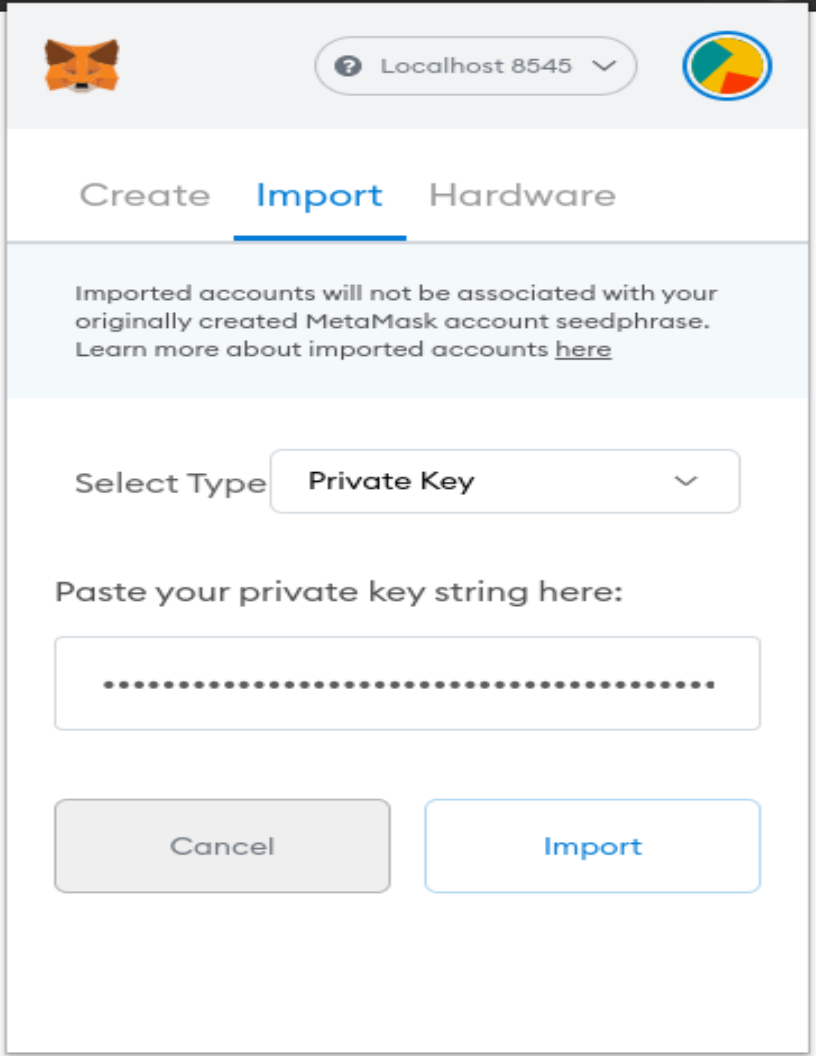 Localhost 8545
Create Import Hardware
Imported accounts will not be associated with your
originally created MetaMask account seedphrase.
Learn more about imported accounts here
Select Type Private Key
Paste your private key string here:
Cancel Import